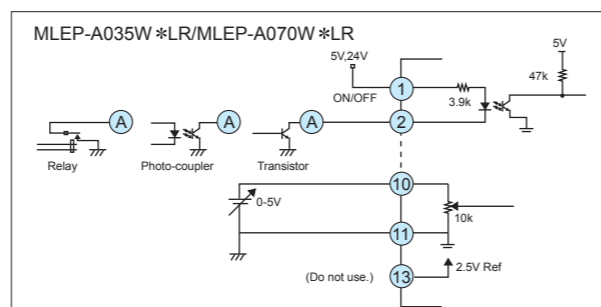 MLEP-A035W＊LR/MLEP-A070W＊LR
5V,24V
5V
47k
1
ON/OFF
3.9k
A
A
A
2
Relay
Photo-coupler
Transistor
10
0-5V
10k
11
2.5V Ref
(Do not use.)
13